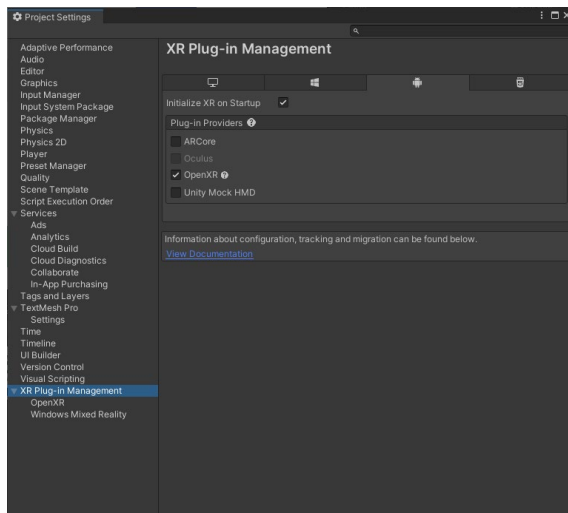 Project Settings
XR Plug-in Management
Adaptive Performance
Audio
Editor
Graphics
Input Manager
Input System Package
Package Manager
Physics
Physics 2D
Player
Preset Manager
Quality
Scene Template
Script Execution Order
Services
Ads
Analytics
Cloud Build
Cloud Diagnostics
Collaborate
In-App Purchasing
Tags and Layers
TextMesh Pro
Settings
Time
Timeline
UI Builder
Version Control
Visual Scripting
XR Plug-in Management
OpenXR
Windows Mixed Reality
Initialize XR on Startup
Plug-in Providers
ARCore
Oculus
OpenXR
Unity Mock HMD
Information about configuration, tracking and migration can be found below.
View Documentation